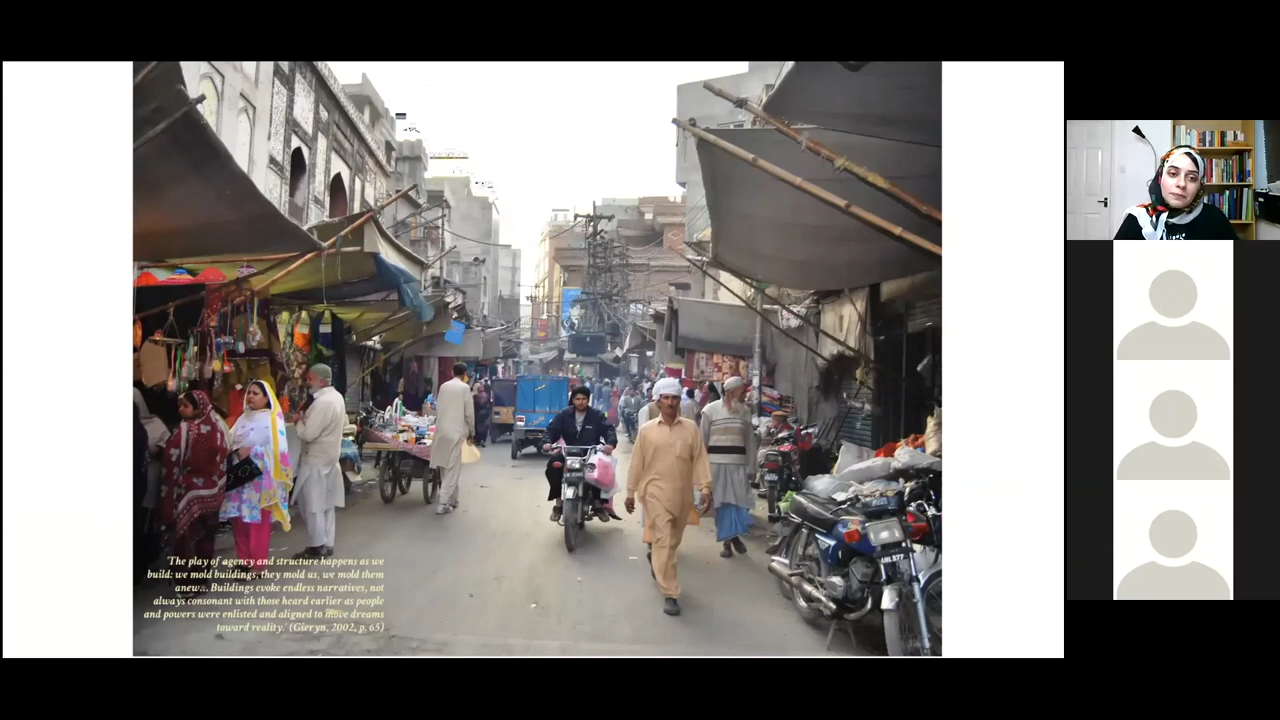 'The play of agency and structure happens as we
build: we mold buildings, they mold us, we mold them
anew... Buildings evoke endless narratives, not
always consonant with those heard earlier as people
and powers were enlisted and aligned to move dreams
toward reality.' (Gieryn, 2002, p. 65)